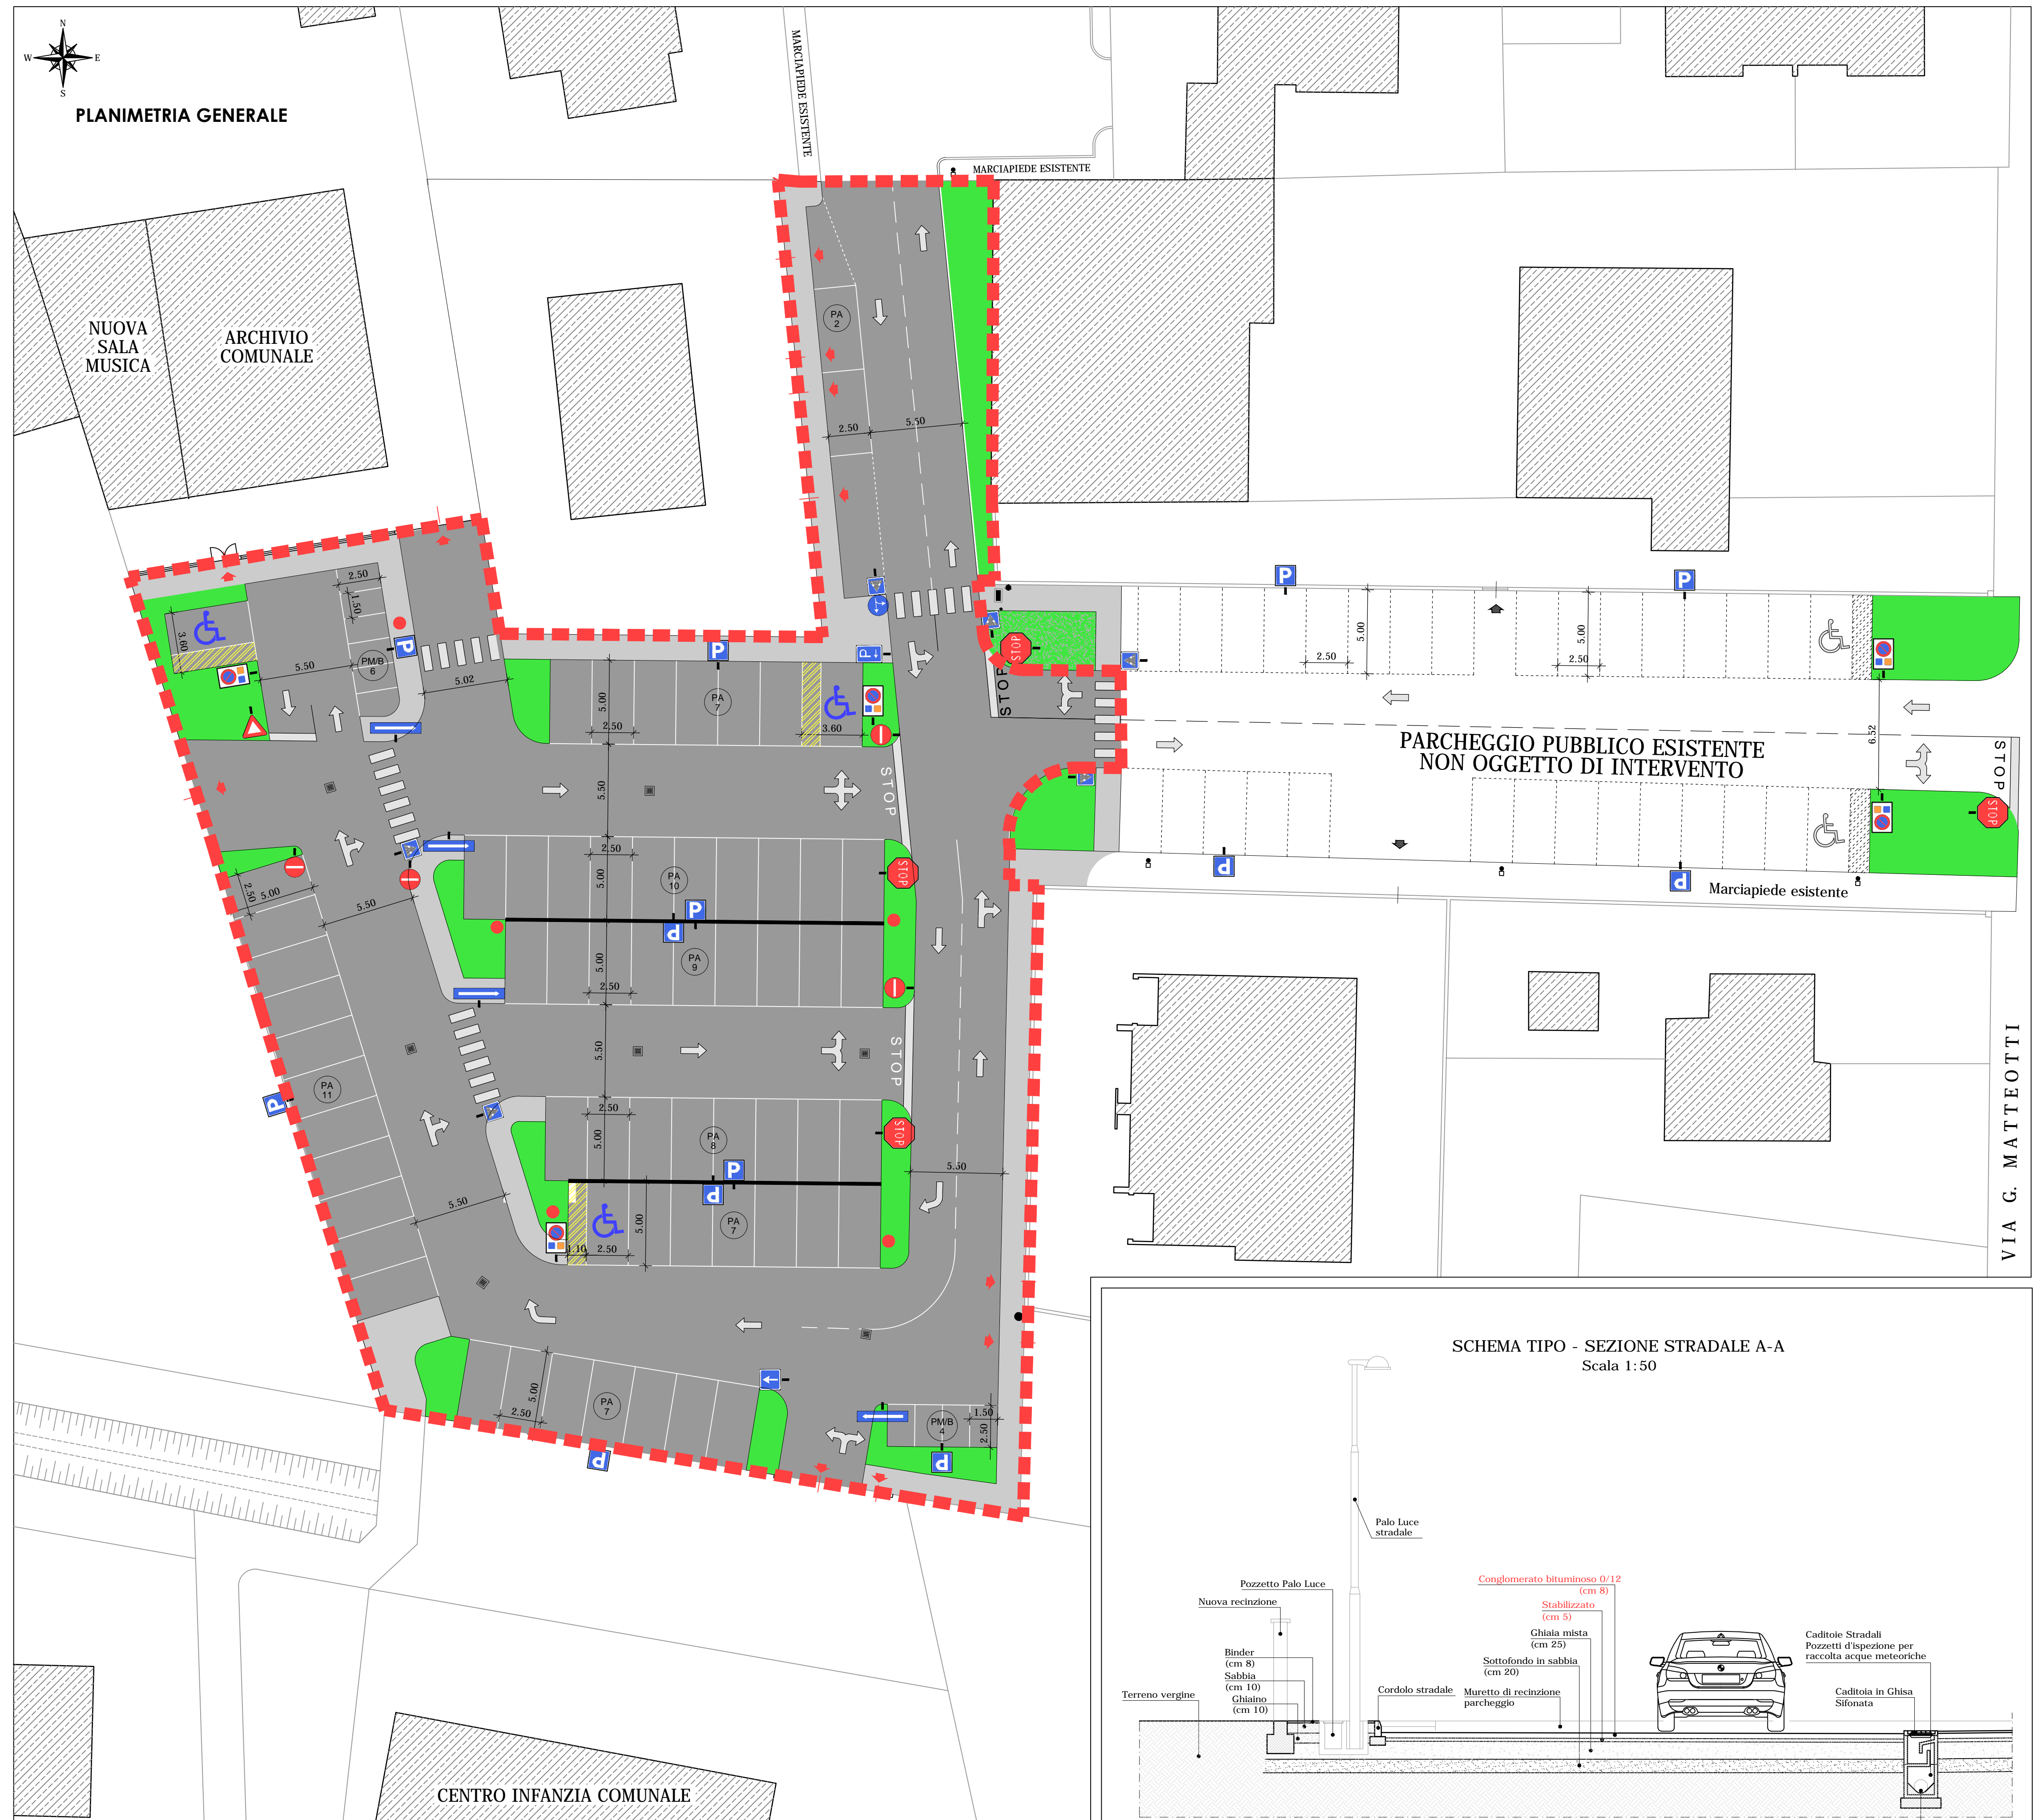 N
W E
S
PLANIMETRIA GENERALE
MARCIAPIEDE ESISTENTE
MARCIAPIEDE ESISTENTE
NUOVA
SALA
MUSICA
ARCHIVIO
COMUNALE
PA
2
2.50
5.50
2.50
1.50
3.60
5.50
PM/B
6
P
5.02
P
PA
7
5.00
2.50
3.60
P
STOP
STOP
P
P
5.00
2.50
5.00
2.50
6.52
PARCHEGGIO PUBBLICO ESISTENTE
NON OGGETTO DI INTERVENTO
STOP
STOP
P
P
Marciapiede esistente
STOP
5.50
2.50
5.00
PA
10
STOP
P
P
5.00
2.50
5.50
PA
9
5.00
2.50
5.50
STOP
PA
11
P
2.50
5.00
PA
8
STOP
P
P
5.50
5.50
1.10
2.50
5.00
PA
7
5.00
2.50
PA
7
P
PM/B
4
1.50
2.50
P
VIA G. MATTEOTTI
CENTRO INFANZIA COMUNALE
SCHEMA TIPO - SEZIONE STRADALE A-A
Scala 1:50
Palo Luce
stradale
Pozzetto Palo Luce
Nuova recinzione
Conglomerato bituminoso 0/12
(cm 8)
Stabilizzato
(cm 5)
Ghiaia mista
(cm 25)
Sottofondo in sabbia
(cm 20)
Binder
(cm 8)
Sabbia
(cm 10)
Ghiaino
(cm 10)
Terreno vergine
Cordolo stradale
Muretto di recinzione
parcheggio
Caditoie Stradali
Pozzetti d'ispezione per
raccolta acque meteoriche
Caditoia in Ghisa
Sifonata